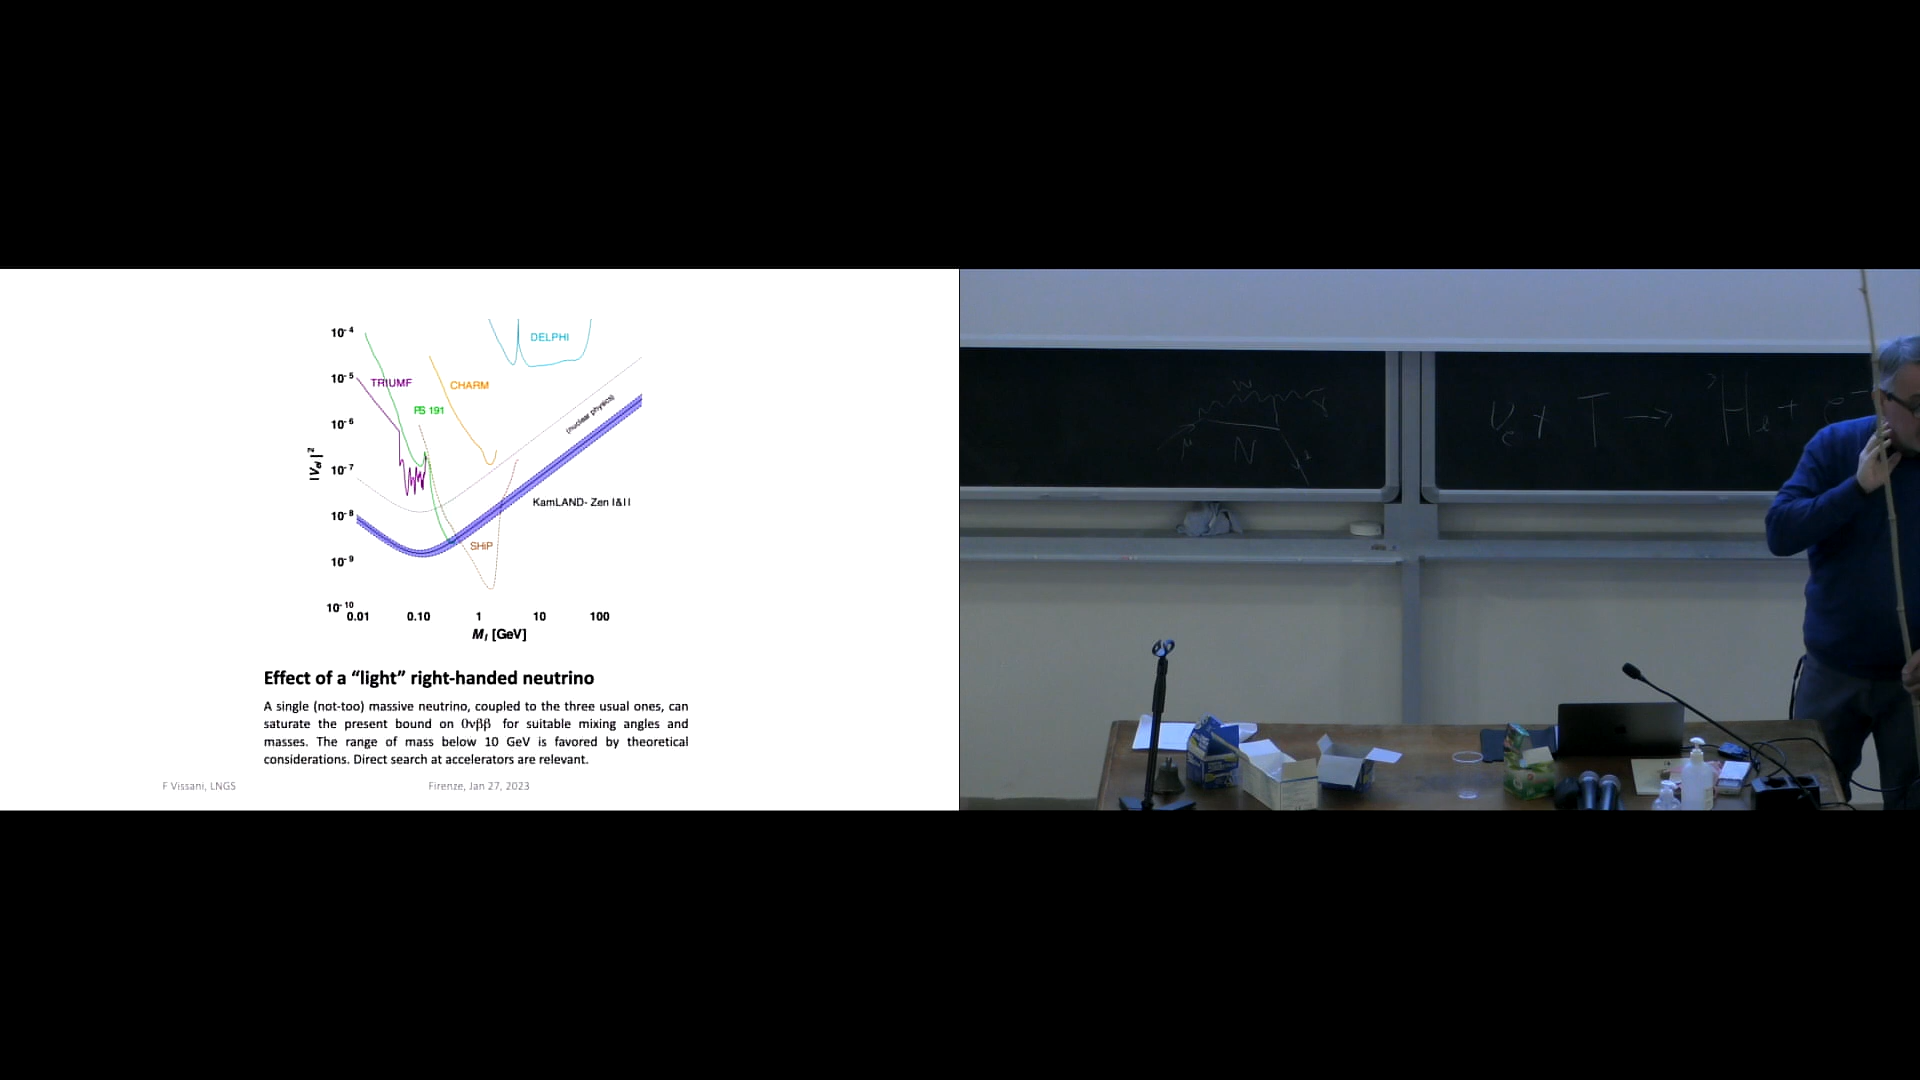 10-4
DELPHI
10-5
TRIUMF
CHARM
PS 191
(nuclear physics)
10-6
|VeI|2
10-7
KamLAND- Zen I&II
10-8
SHiP
10-9
10-10
0.01 0.10 1 10 100
MI [GeV]
Effect of a “light” right-handed neutrino
A single (not-too) massive neutrino, coupled to the three usual ones, can
saturate the present bound on 0νββ for suitable mixing angles and
masses. The range of mass below 10 GeV is favored by theoretical
considerations. Direct search at accelerators are relevant.
F Vissani, LNGS
Firenze, Jan 27, 2023
W
μ
N
νe + T → 3He + e-